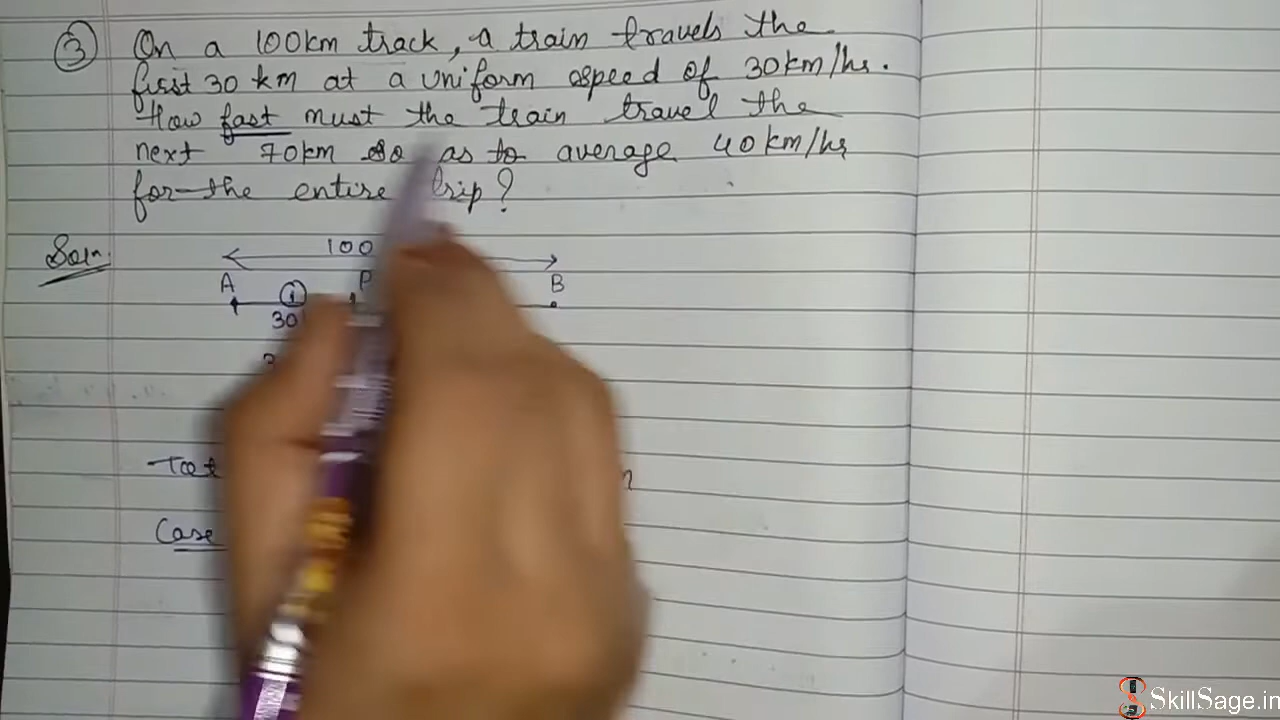 3 On a 100km track, a train travels the
first 30 km at a uniform speed of 30km/hr.
How fast must the train travel the
next 70km so as to average 40km/hr
for the entire trip?
Soln
100
A P B
1
30
Tot
Case
SkillSage.in